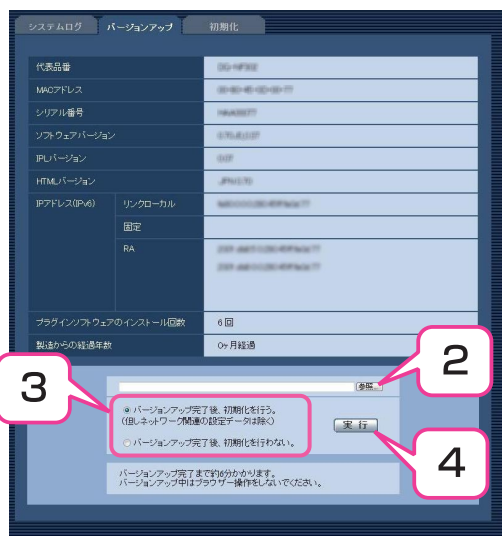 システムログ バージョンアップ 初期化
代表品番
MACアドレス
シリアル番号
ソフトウェアバージョン
IPLバージョン
HTMLバージョン
IPアドレス(IPv6) リンクローカル
固定
RA
プラグインソフトウェアのインストール回数 6回
製造からの経過年数 0ヶ月経過
2
3
参照...
◉バージョンアップ完了後、初期化を行う。
(但しネットワーク関連の設定データは除く)
実行
○バージョンアップ完了後、初期化を行わない。
4
バージョンアップ完了まで約6分かかります。
バージョンアップ中はブラウザー操作をしないでください。